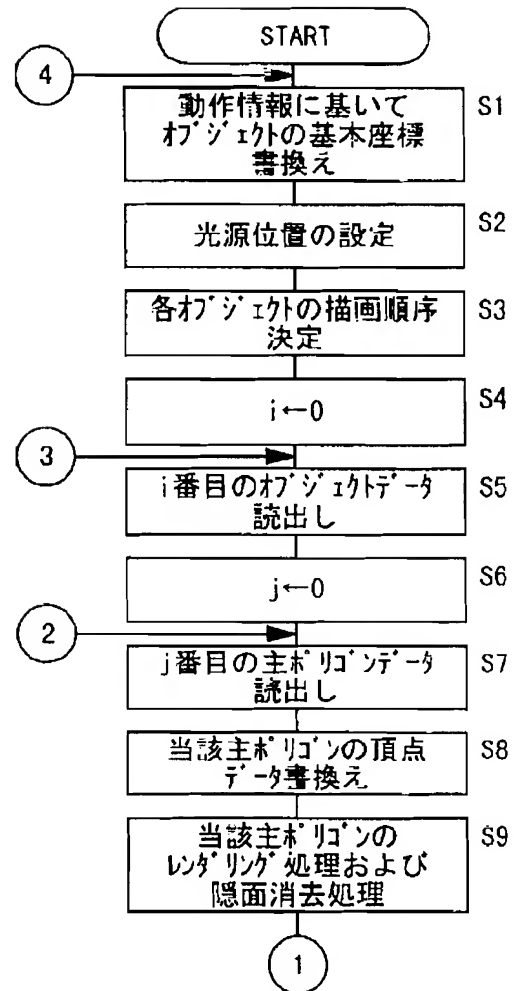 START
4
動作情報に基いて
オブジェクトの基本座標
書換え
S1
光源位置の設定
S2
各オブジェクトの描画順序
決定
S3
i←0
S4
3
i番目のオブジェクトデータ
読出し
S5
j←0
S6
2
j番目の主ポリゴンデータ
読出し
S7
当該主ポリゴンの頂点
データ書換え
S8
当該主ポリゴンの
レンダリング処理および
隠面消去処理
S9
1